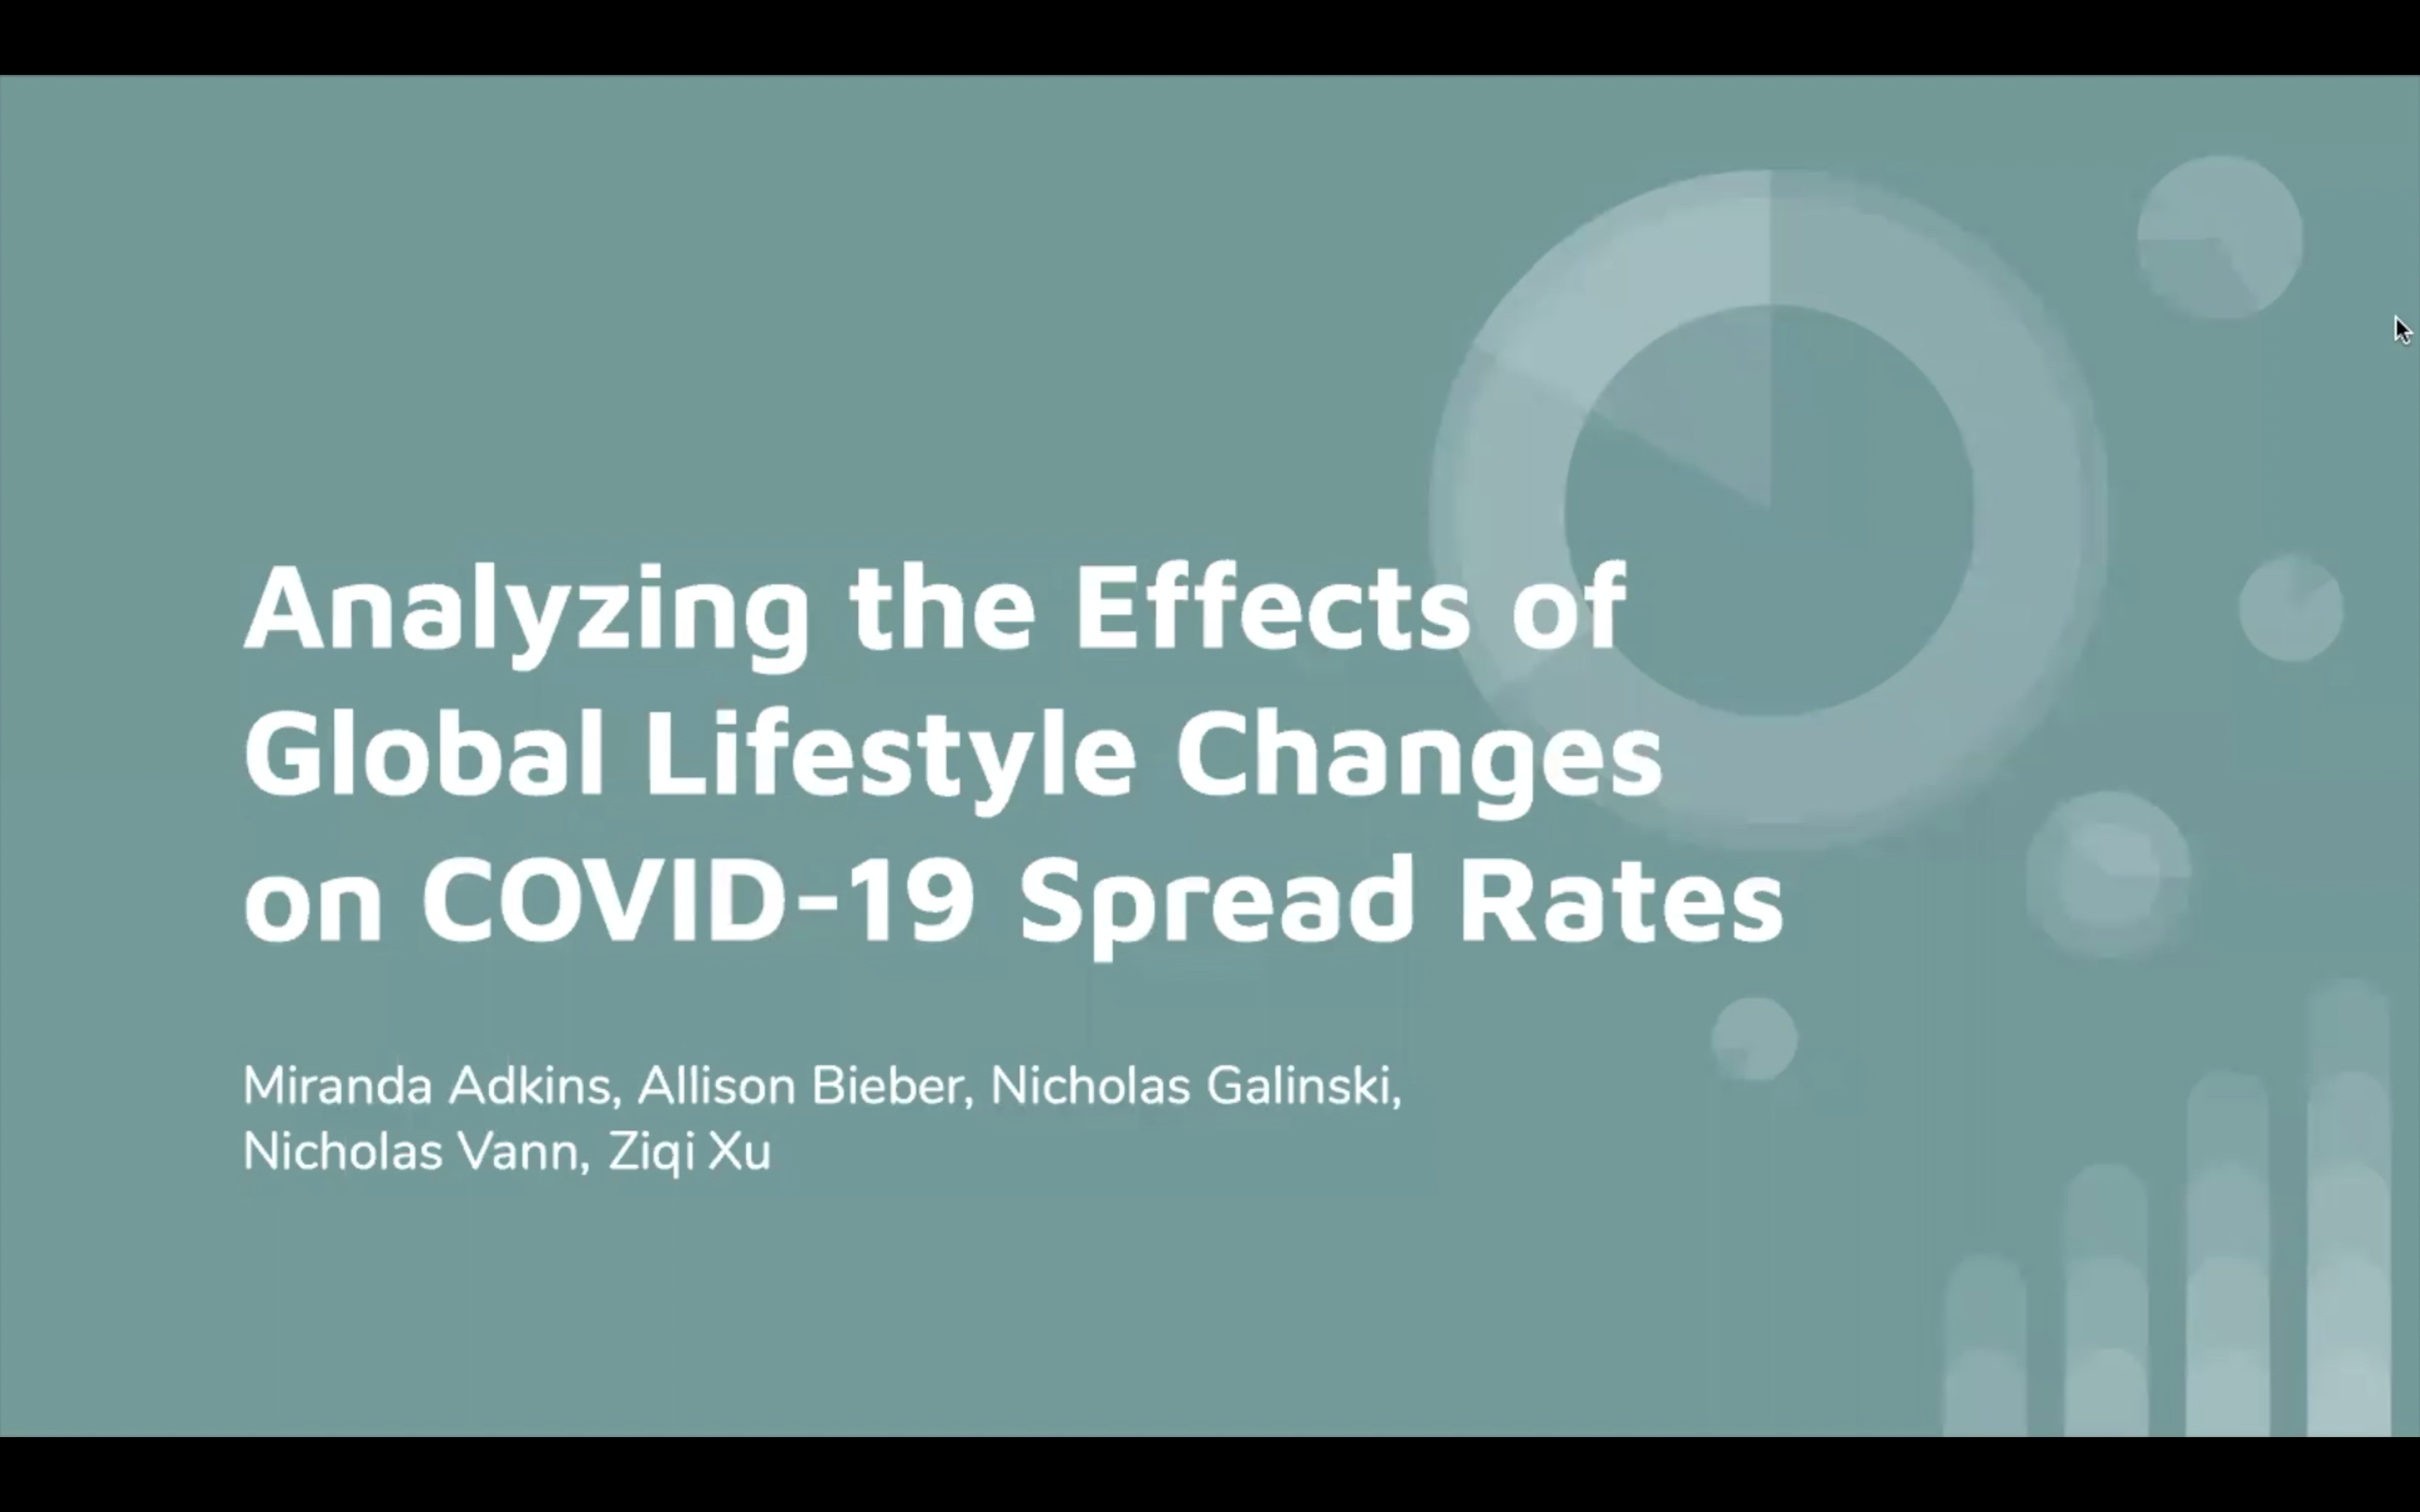 Analyzing the Effects of
Global Lifestyle Changes
on COVID-19 Spread Rates
Miranda Adkins, Allison Bieber, Nicholas Galinski,
Nicholas Vann, Ziqi Xu